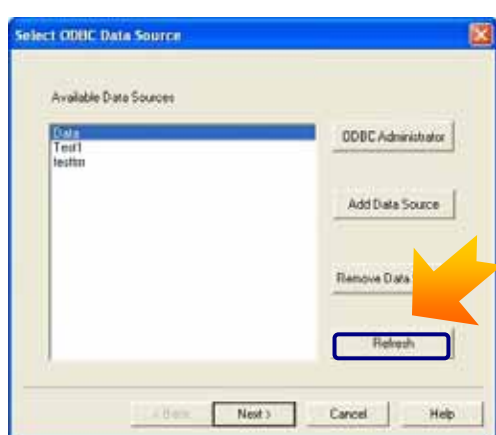 Select ODBC Data Source
Available Data Sources
Data
Test1
ODBC Administrator
Add Data Source
Remove Data
Refresh
< Back
Next >
Cancel
Help